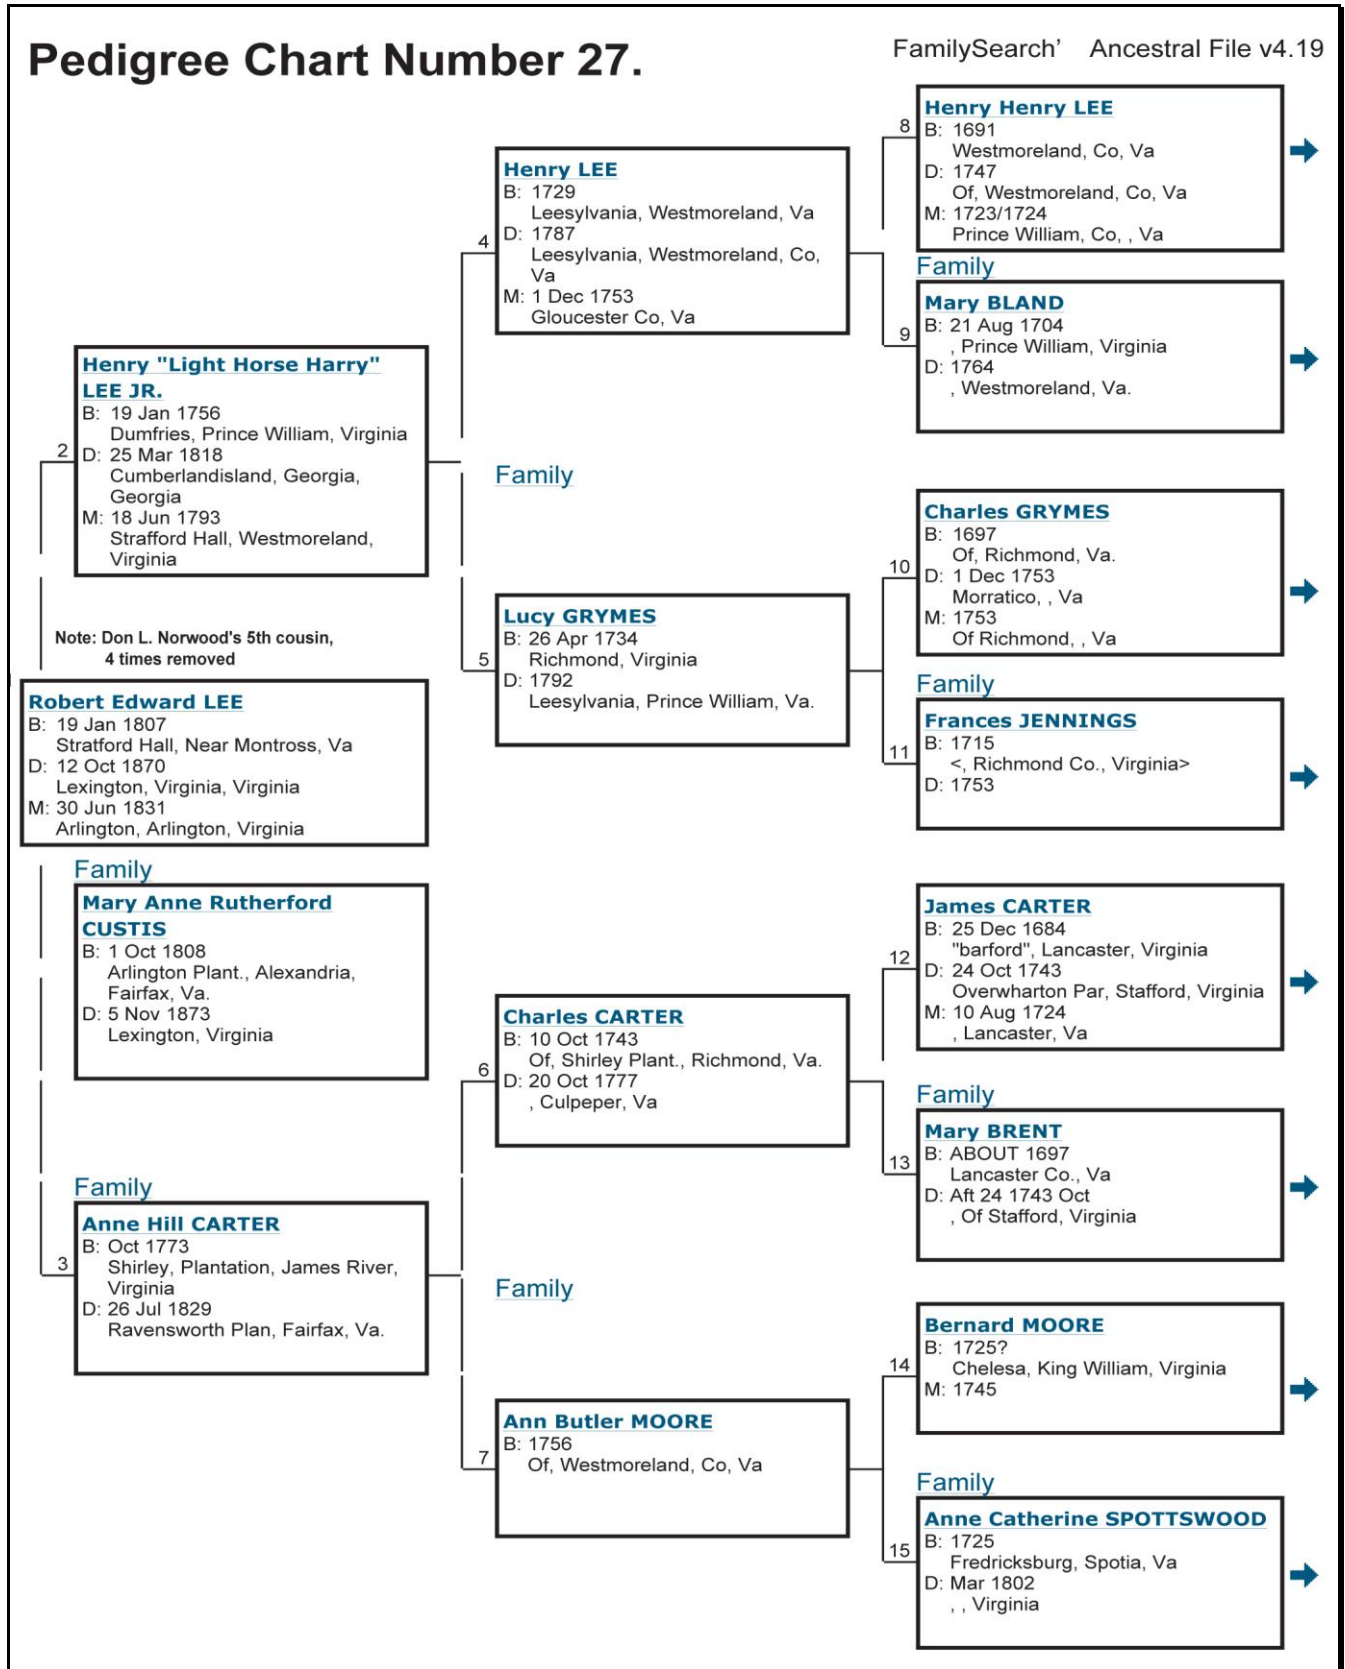 Pedigree Chart Number 27.
FamilySearch’ Ancestral File v4.19
8
Henry Henry LEE
B: 1691
Westmoreland, Co, Va
D: 1747
Of, Westmoreland, Co, Va
M: 1723/1724
Prince William, Co, , Va
4
Henry LEE
B: 1729
Leesylvania, Westmoreland, Va
D: 1787
Leesylvania, Westmoreland, Co,
Va
M: 1 Dec 1753
Gloucester Co, Va
Family
9
Mary BLAND
B: 21 Aug 1704
, Prince William, Virginia
D: 1764
, Westmoreland, Va.
2
Henry "Light Horse Harry"
LEE JR.
B: 19 Jan 1756
Dumfries, Prince William, Virginia
D: 25 Mar 1818
Cumberlandisland, Georgia,
Georgia
M: 18 Jun 1793
Strafford Hall, Westmoreland,
Virginia
Family
10
Charles GRYMES
B: 1697
Of, Richmond, Va.
D: 1 Dec 1753
Morratico, , Va
M: 1753
Of Richmond, , Va
5
Lucy GRYMES
B: 26 Apr 1734
Richmond, Virginia
D: 1792
Leesylvania, Prince William, Va.
Note: Don L. Norwood's 5th cousin,
4 times removed
Family
11
Frances JENNINGS
B: 1715
<, Richmond Co., Virginia>
D: 1753
Robert Edward LEE
B: 19 Jan 1807
Stratford Hall, Near Montross, Va
D: 12 Oct 1870
Lexington, Virginia, Virginia
M: 30 Jun 1831
Arlington, Arlington, Virginia
Family
Mary Anne Rutherford
CUSTIS
B: 1 Oct 1808
Arlington Plant., Alexandria,
Fairfax, Va.
D: 5 Nov 1873
Lexington, Virginia
12
James CARTER
B: 25 Dec 1684
"barford", Lancaster, Virginia
D: 24 Oct 1743
Overwharton Par, Stafford, Virginia
M: 10 Aug 1724
, Lancaster, Va
6
Charles CARTER
B: 10 Oct 1743
Of, Shirley Plant., Richmond, Va.
D: 20 Oct 1777
, Culpeper, Va
Family
13
Mary BRENT
B: ABOUT 1697
Lancaster Co., Va
D: Aft 24 1743 Oct
, Of Stafford, Virginia
Family
3
Anne Hill CARTER
B: Oct 1773
Shirley, Plantation, James River,
Virginia
D: 26 Jul 1829
Ravensworth Plan, Fairfax, Va.
Family
14
Bernard MOORE
B: 1725?
Chelesa, King William, Virginia
M: 1745
7
Ann Butler MOORE
B: 1756
Of, Westmoreland, Co, Va
Family
15
Anne Catherine SPOTTSWOOD
B: 1725
Fredricksburg, Spotia, Va
D: Mar 1802
, , Virginia